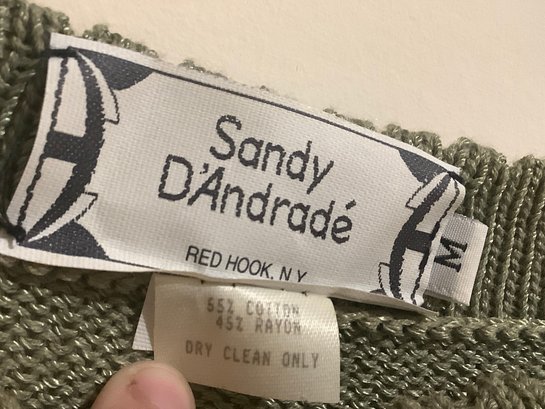 Sandy
D'Andradé
RED HOOK, N.Y.
M
55% COTTON
45% RAYON
DRY CLEAN ONLY